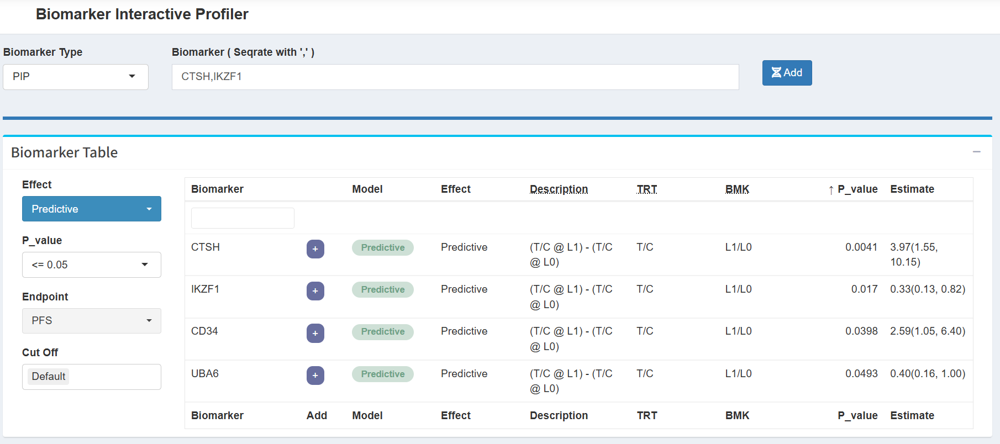 Biomarker Interactive Profiler
Biomarker Type
Biomarker ( Seqrate with ',' )
PIP
CTSH,IKZF1
Add
Biomarker Table
Effect
Predictive
P_value
<= 0.05
Endpoint
PFS
Cut Off
Default
Biomarker Model Effect Description TRT BMK ↑ P_value Estimate
CTSH + Predictive Predictive (T/C @ L1) - (T/C T/C L1/L0 0.0041 3.97(1.55,
@ L0) 10.15)
IKZF1 + Predictive Predictive (T/C @ L1) - (T/C T/C L1/L0 0.017 0.33(0.13, 0.82)
@ L0)
CD34 + Predictive Predictive (T/C @ L1) - (T/C T/C L1/L0 0.0398 2.59(1.05, 6.40)
@ L0)
UBA6 + Predictive Predictive (T/C @ L1) - (T/C T/C L1/L0 0.0493 0.40(0.16, 1.00)
@ L0)
Biomarker Add Model Effect Description TRT BMK P_value Estimate